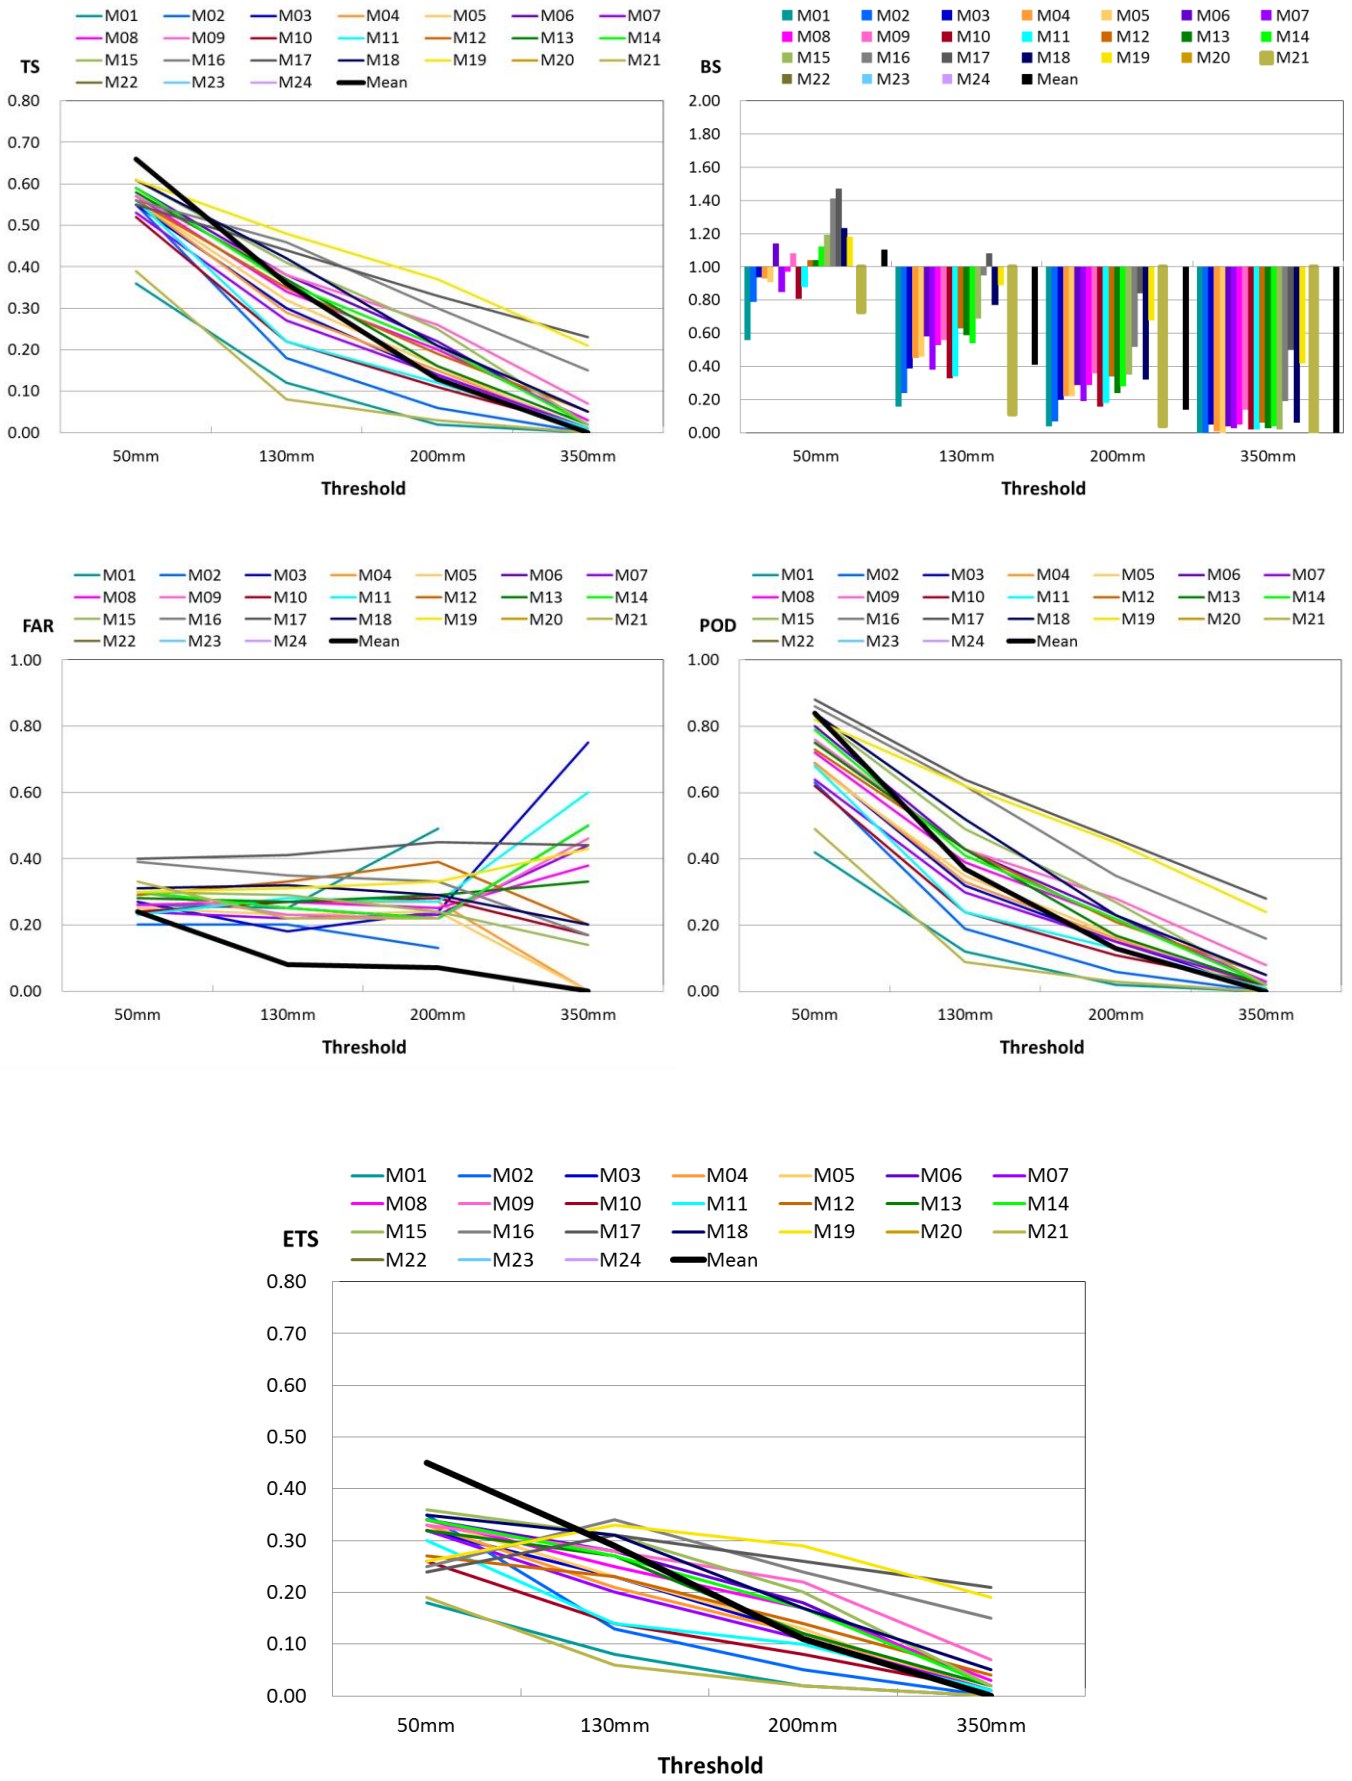 M01 M02 M03 M04 M05 M06 M07
M08 M09 M10 M11 M12 M13 M14
M15 M16 M17 M18 M19 M20 M21
M22 M23 M24 Mean
TS
0.80
0.70
0.60
0.50
0.40
0.30
0.20
0.10
0.00
50mm 130mm 200mm 350mm
Threshold
M01 M02 M03 M04 M05 M06 M07
M08 M09 M10 M11 M12 M13 M14
M15 M16 M17 M18 M19 M20 M21
M22 M23 M24 Mean
BS
2.00
1.80
1.60
1.40
1.20
1.00
0.80
0.60
0.40
0.20
0.00
50mm 130mm 200mm 350mm
Threshold
M01 M02 M03 M04 M05 M06 M07
M08 M09 M10 M11 M12 M13 M14
M15 M16 M17 M18 M19 M20 M21
M22 M23 M24 Mean
FAR
1.00
0.80
0.60
0.40
0.20
0.00
50mm 130mm 200mm 350mm
Threshold
M01 M02 M03 M04 M05 M06 M07
M08 M09 M10 M11 M12 M13 M14
M15 M16 M17 M18 M19 M20 M21
M22 M23 M24 Mean
POD
1.00
0.80
0.60
0.40
0.20
0.00
50mm 130mm 200mm 350mm
Threshold
M01 M02 M03 M04 M05 M06 M07
M08 M09 M10 M11 M12 M13 M14
M15 M16 M17 M18 M19 M20 M21
M22 M23 M24 Mean
ETS
0.80
0.70
0.60
0.50
0.40
0.30
0.20
0.10
0.00
50mm 130mm 200mm 350mm
Threshold